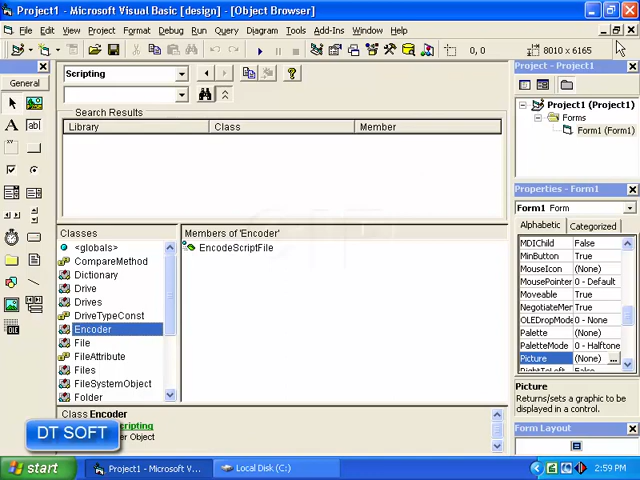 Project1 - Microsoft Visual Basic [design] - [Object Browser]
File Edit View Project Format Debug Run Query Diagram Tools Add-Ins Window Help
0, 0 8010 x 6165
General
Scripting
Search Results
Library Class Member
Classes
<globals>
CompareMethod
Dictionary
Drive
Drives
DriveTypeConst
Encoder
File
FileAttribute
Files
FileSystemObject
Folder
Members of 'Encoder'
EncodeScriptFile
Class Encoder
Scripting
Object
DT SOFT
Project - Project1
Project1 (Project1)
Forms
Form1 (Form1)
Properties - Form1
Form1 Form
Alphabetic Categorized
MDIChild False
MinButton True
MouseIcon (None)
MousePointer 0 - Default
Moveable True
NegotiateMer True
OLEDropMode 0 - None
Palette (None)
PaletteMode 0 - Halftone
Picture (None) ...
Picture
Returns/sets a graphic to be
displayed in a control.
Form Layout
start Project1 - Microsoft V... Local Disk (C:) 2:59 PM